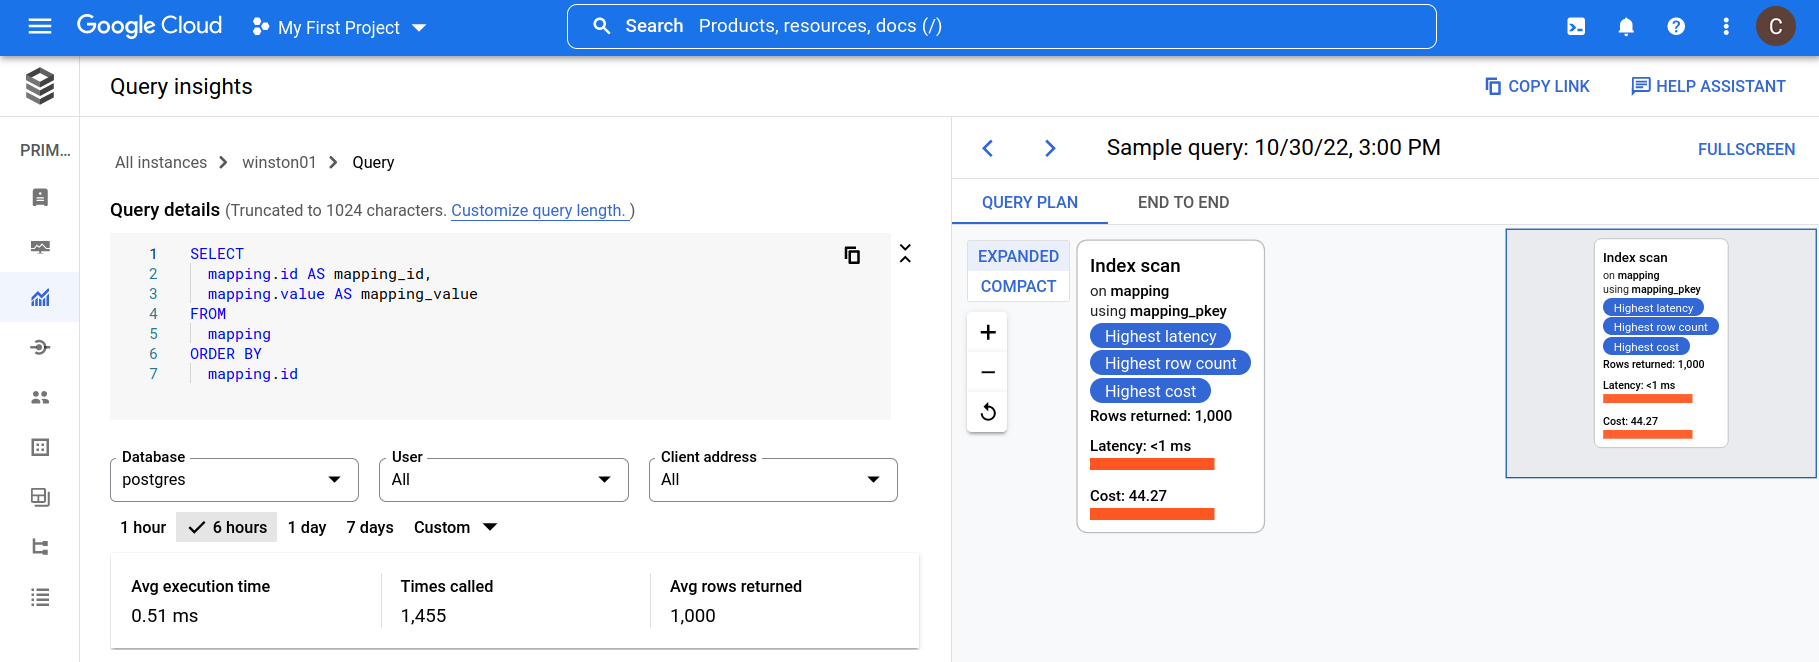 Google Cloud
My First Project
Search Products, resources, docs (/)
C
Query insights
COPY LINK
HELP ASSISTANT
PRIM...
All instances winston01 Query
Query details (Truncated to 1024 characters. Customize query length. )
1 SELECT
2 mapping.id AS mapping_id,
3 mapping.value AS mapping_value
4 FROM
5 mapping
6 ORDER BY
7 mapping.id
Database
postgres
User
All
Client address
All
1 hour 6 hours 1 day 7 days Custom
Avg execution time
0.51 ms
Times called
1,455
Avg rows returned
1,000
Sample query: 10/30/22, 3:00 PM
FULLSCREEN
QUERY PLAN END TO END
EXPANDED
COMPACT
Index scan
on mapping
using mapping_pkey
Highest latency
Highest row count
Highest cost
Rows returned: 1,000
Latency: <1 ms
Cost: 44.27
Index scan
on mapping
using mapping_pkey
Highest latency
Highest row count
Highest cost
Rows returned: 1,000
Latency: <1 ms
Cost: 44.27